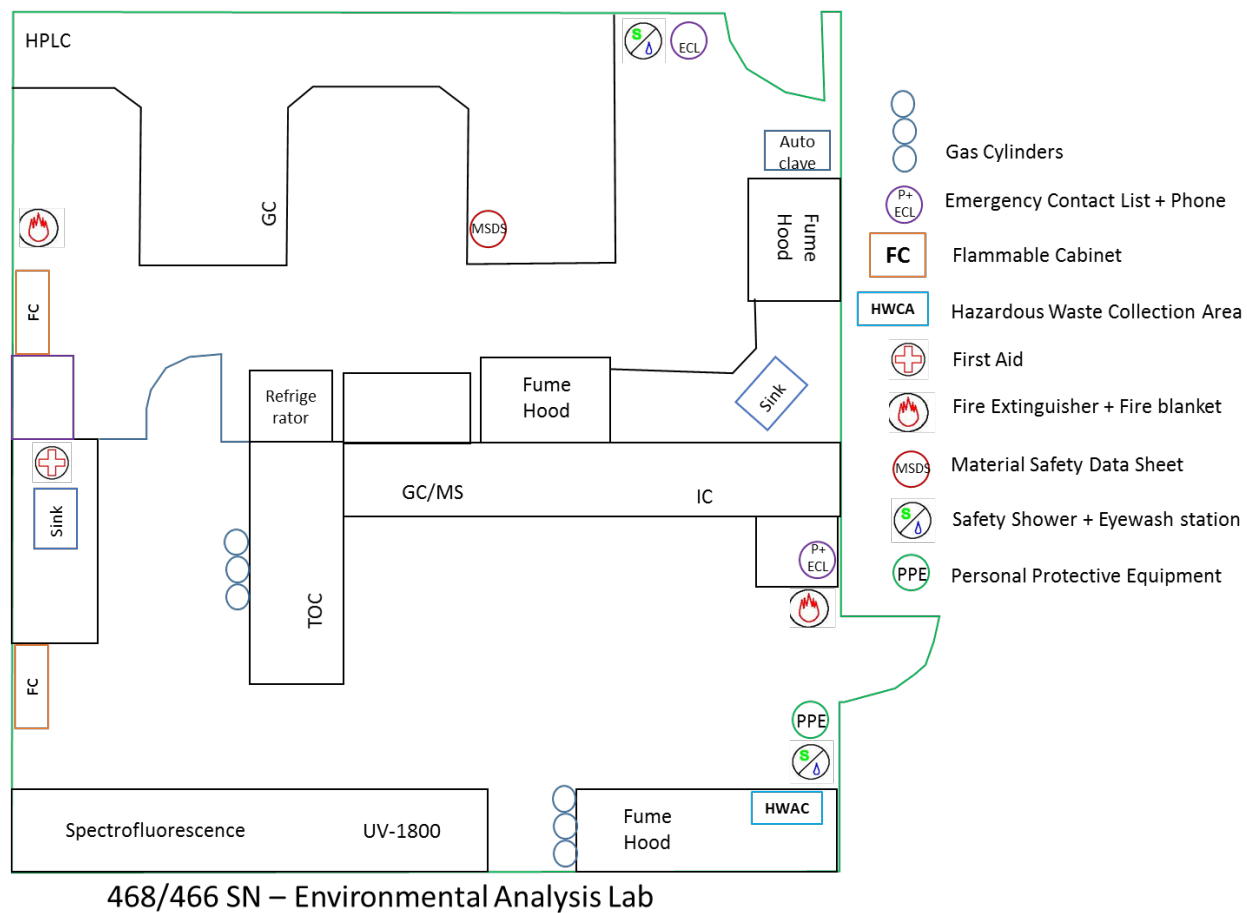 HPLC
S
ECL
Auto
clave
GC
MSDS
Fume
Hood
FC
Refrige
rator
Fume
Hood
Sink
Sink
GC/MS
IC
TOC
P+
ECL
FC
PPE
S
Spectrofluorescence
UV-1800
Fume
Hood
HWAC
Gas Cylinders
P+
ECL
Emergency Contact List + Phone
FC
Flammable Cabinet
HWCA
Hazardous Waste Collection Area
First Aid
Fire Extinguisher + Fire blanket
MSDS
Material Safety Data Sheet
S
Safety Shower + Eyewash station
PPE
Personal Protective Equipment
468/466 SN – Environmental Analysis Lab